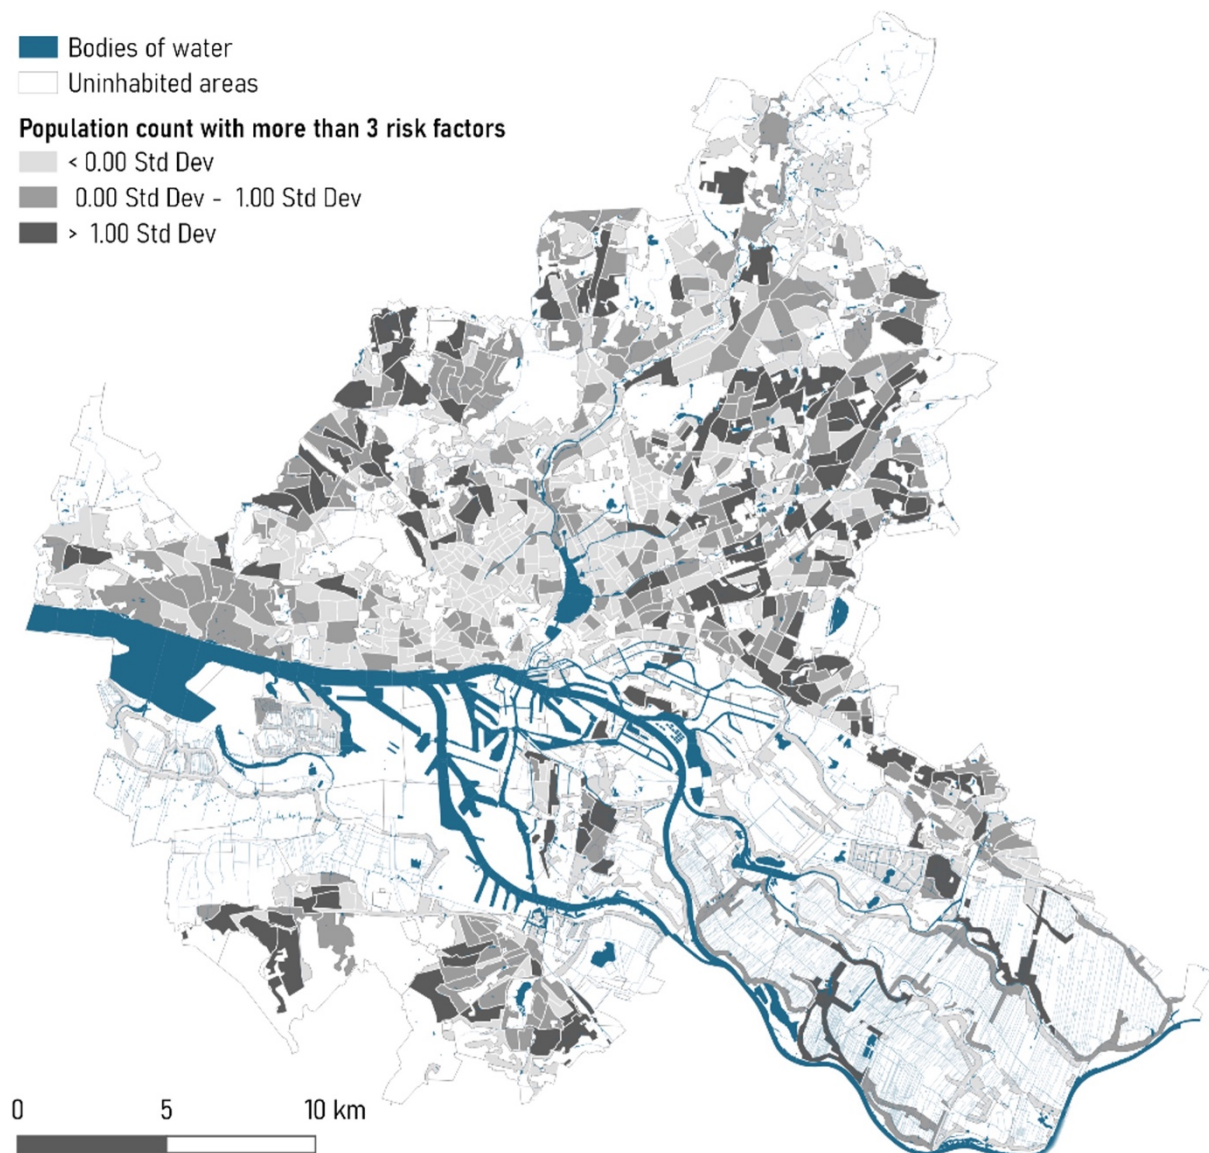 Bodies of water
Uninhabited areas
Population count with more than 3 risk factors
< 0.00 Std Dev
0.00 Std Dev - 1.00 Std Dev
> 1.00 Std Dev
0 5 10 km